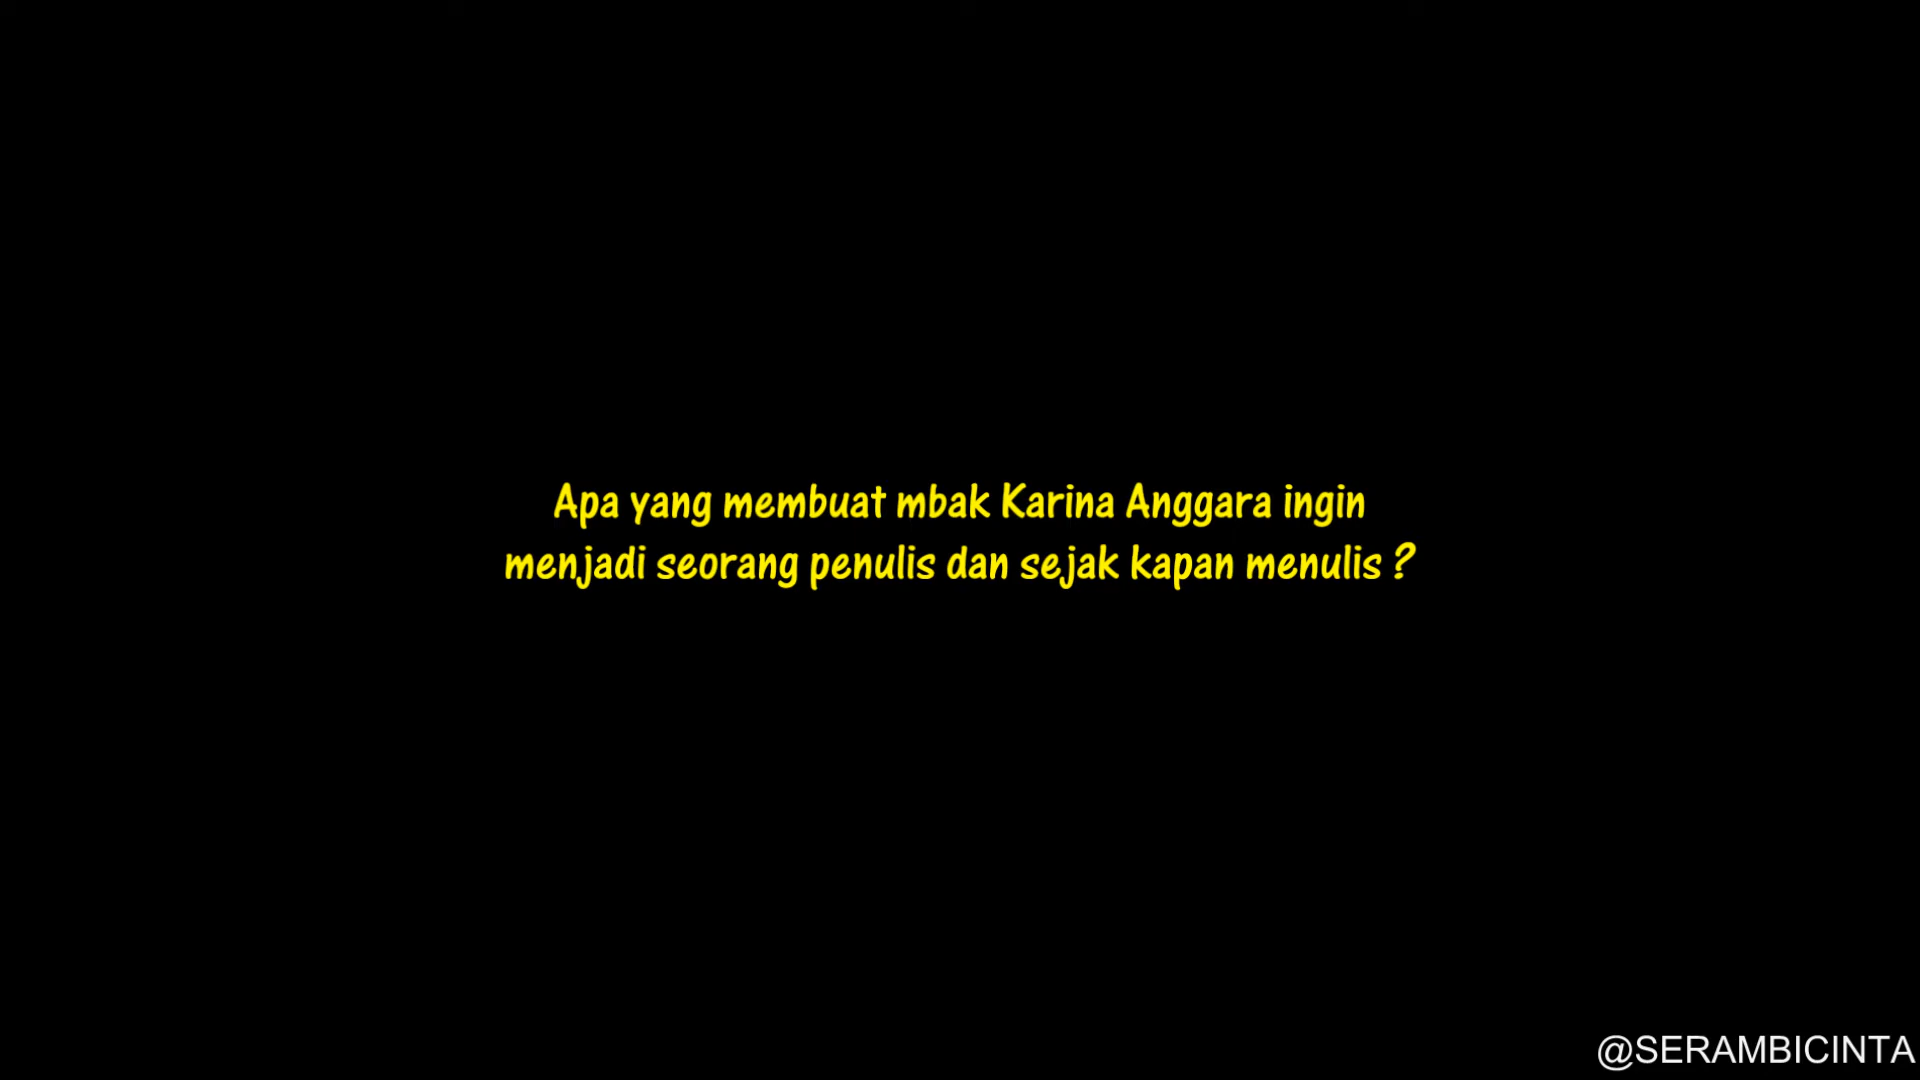 Apa yang membuat mbak Karina Anggara ingin
menjadi seorang penulis dan sejak kapan menulis ?
@SERAMBICINTA